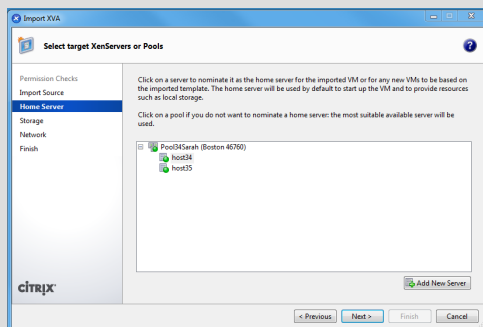 Import XVA
Select target XenServers or Pools
?
Permission Checks
Import Source
Home Server
Storage
Network
Finish
Click on a server to nominate it as the home server for the imported VM or for any new VMs to be based on
the imported template. The home server will be used by default to start up the VM and to provide resources
such as local storage.
Click on a pool if you do not want to nominate a home server: the most suitable available server will be
used.
Pool34Sarah (Boston 46760)
host34
host35
Add New Server
CITRIX
< Previous
Next >
Finish
Cancel